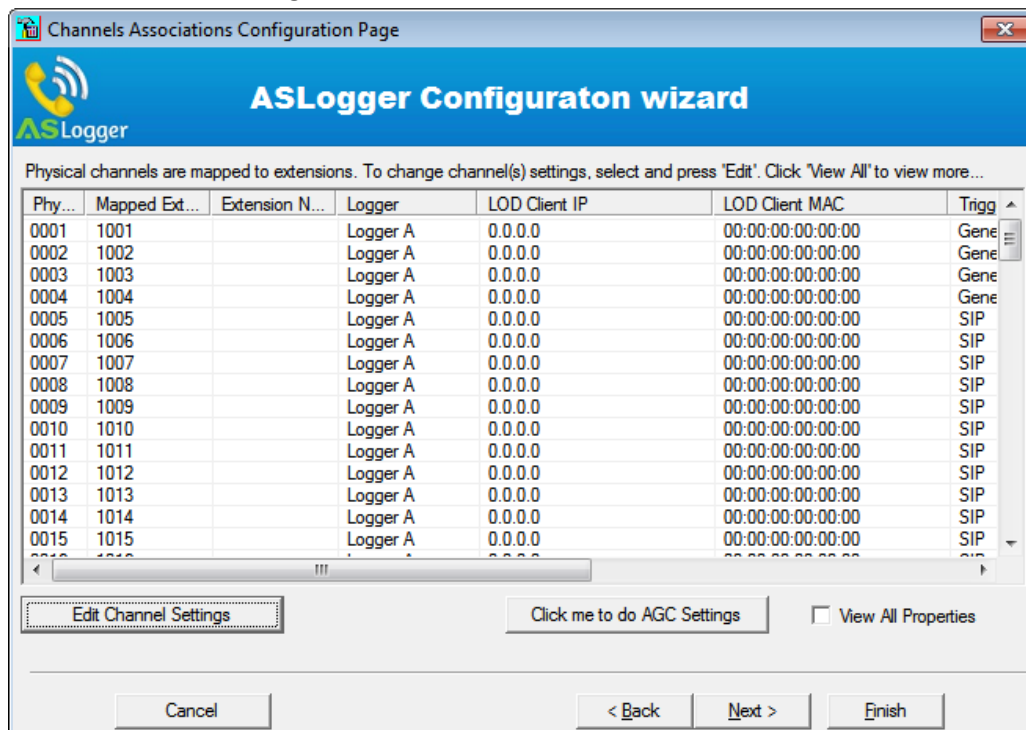 Channels Associations Configuration Page
ASLogger Configuraton wizard
ASLogger
Physical channels are mapped to extensions. To change channel(s) settings, select and press 'Edit'. Click 'View All' to view more...
Phy... Mapped Ext... Extension N... Logger LOD Client IP LOD Client MAC Trigg
0001 1001 Logger A 0.0.0.0 00:00:00:00:00:00 Gene
0002 1002 Logger A 0.0.0.0 00:00:00:00:00:00 Gene
0003 1003 Logger A 0.0.0.0 00:00:00:00:00:00 Gene
0004 1004 Logger A 0.0.0.0 00:00:00:00:00:00 Gene
0005 1005 Logger A 0.0.0.0 00:00:00:00:00:00 SIP
0006 1006 Logger A 0.0.0.0 00:00:00:00:00:00 SIP
0007 1007 Logger A 0.0.0.0 00:00:00:00:00:00 SIP
0008 1008 Logger A 0.0.0.0 00:00:00:00:00:00 SIP
0009 1009 Logger A 0.0.0.0 00:00:00:00:00:00 SIP
0010 1010 Logger A 0.0.0.0 00:00:00:00:00:00 SIP
0011 1011 Logger A 0.0.0.0 00:00:00:00:00:00 SIP
0012 1012 Logger A 0.0.0.0 00:00:00:00:00:00 SIP
0013 1013 Logger A 0.0.0.0 00:00:00:00:00:00 SIP
0014 1014 Logger A 0.0.0.0 00:00:00:00:00:00 SIP
0015 1015 Logger A 0.0.0.0 00:00:00:00:00:00 SIP
Edit Channel Settings Click me to do AGC Settings View All Properties
Cancel < Back Next > Finish